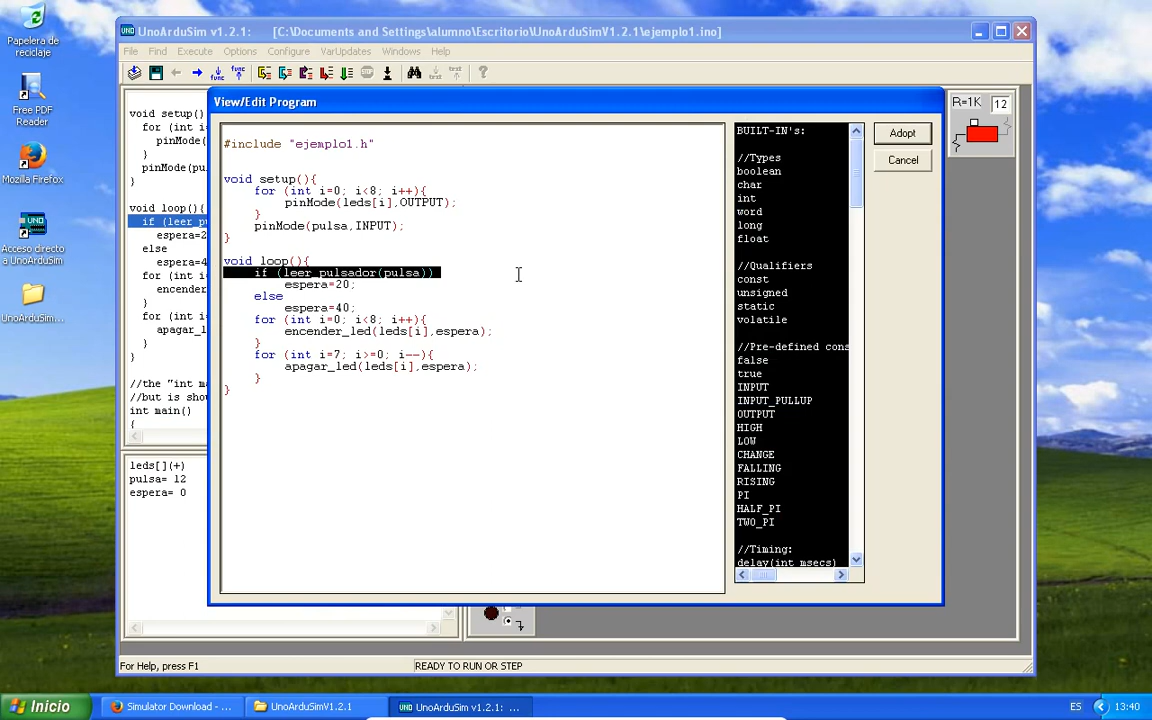 Papelera de
reciclaje
Free PDF
Reader
Mozilla Firefox
Acceso directo
a UnoArduSim
UnoArduSim...
UNO UnoArduSim v1.2.1: [C:\Documents and Settings\alumno\Escritorio\UnoArduSimV1.2.1\ejemplo1.ino]
File Find Execute Options Configure VarUpdates Windows Help
void setup()
for (int i=
pinMode(
}
pinMode(pu
}
void loop(){
if (leer_p
espera=2
else
espera=4
for (int i
encender
}
for (int i
apagar_l
}
}
//the "int m
//but is sho
int main()
{
leds[](+)
pulsa= 12
espera= 0
View/Edit Program
#include "ejemplo1.h"
void setup(){
for (int i=0; i<8; i++){
pinMode(leds[i],OUTPUT);
}
pinMode(pulsa,INPUT);
}
void loop(){
if (leer_pulsador(pulsa))
espera=20;
else
espera=40;
for (int i=0; i<8; i++){
encender_led(leds[i],espera);
}
for (int i=7; i>=0; i--){
apagar_led(leds[i],espera);
}
}
BUILT-IN's:
//Types
boolean
char
int
word
long
float
//Qualifiers
const
unsigned
static
volatile
//Pre-defined cons
false
true
INPUT
INPUT_PULLUP
OUTPUT
HIGH
LOW
CHANGE
FALLING
RISING
PI
HALF_PI
TWO_PI
//Timing:
delay(int msecs)
Adopt
Cancel
R=1K 12
For Help, press F1
READY TO RUN OR STEP
Inicio
Simulator Download - ...
UnoArduSimV1.2.1
UNO UnoArduSim v1.2.1: ...
ES
13:40